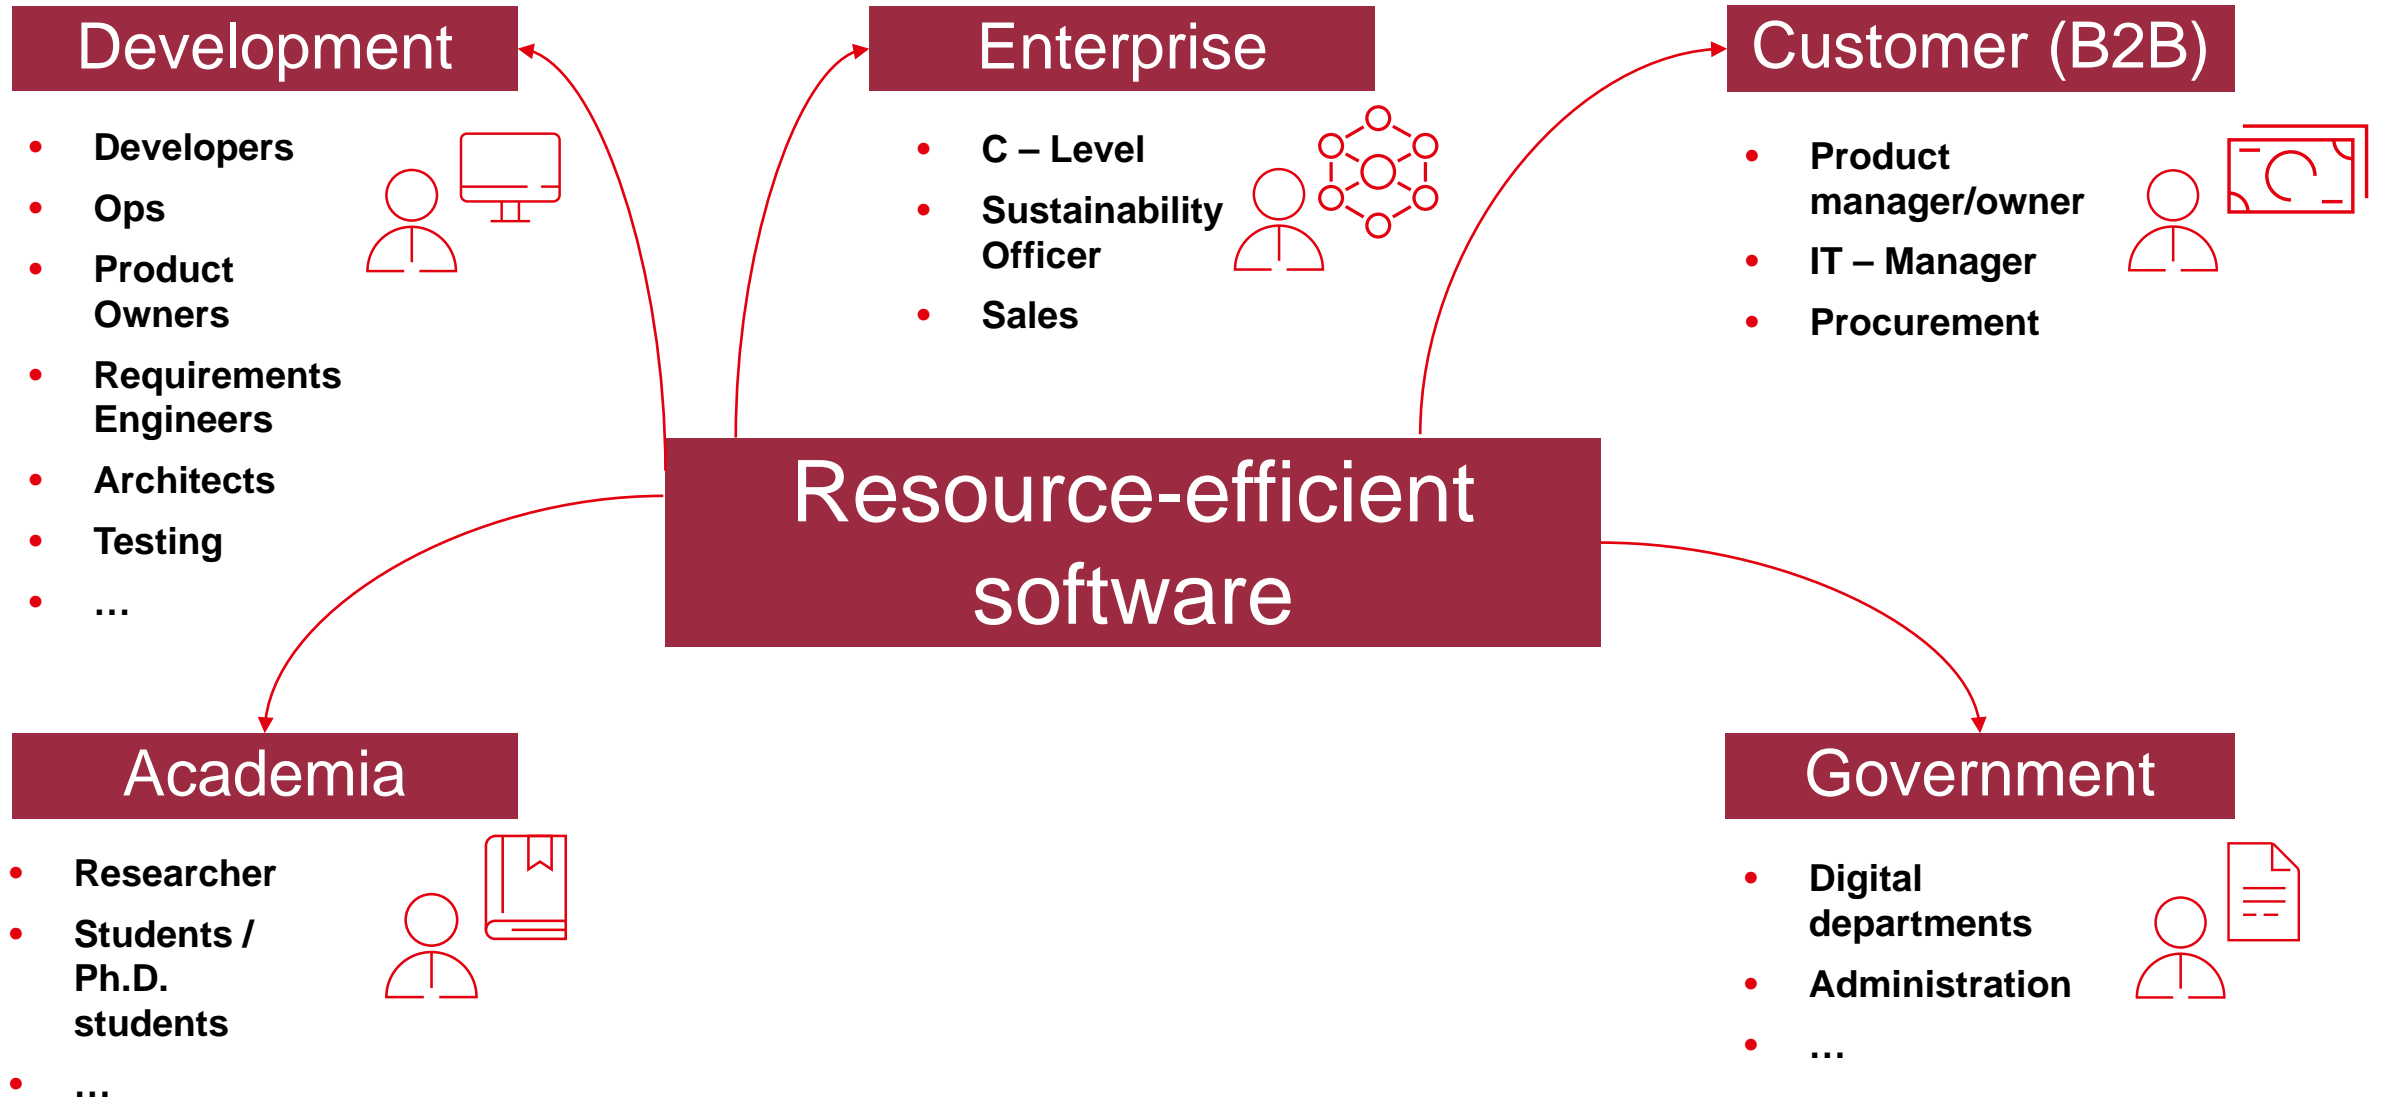 Development
• Developers
• Ops
• Product
Owners
• Requirements
Engineers
• Architects
• Testing
• …
Enterprise
• C – Level
• Sustainability
Officer
• Sales
Customer (B2B)
• Product
manager/owner
• IT – Manager
• Procurement
Resource-efficient
software
Academia
• Researcher
• Students /
Ph.D.
students
• …
Government
• Digital
departments
• Administration
• …